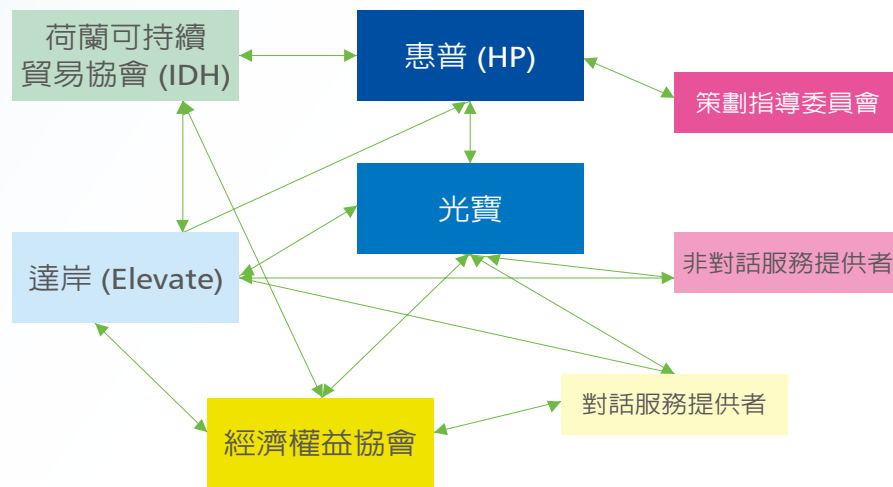 荷蘭可持續
貿易協會 (IDH)
惠普 (HP)
策劃指導委員會
光寶
達岸 (Elevate)
非對話服務提供者
對話服務提供者
經濟權益協會